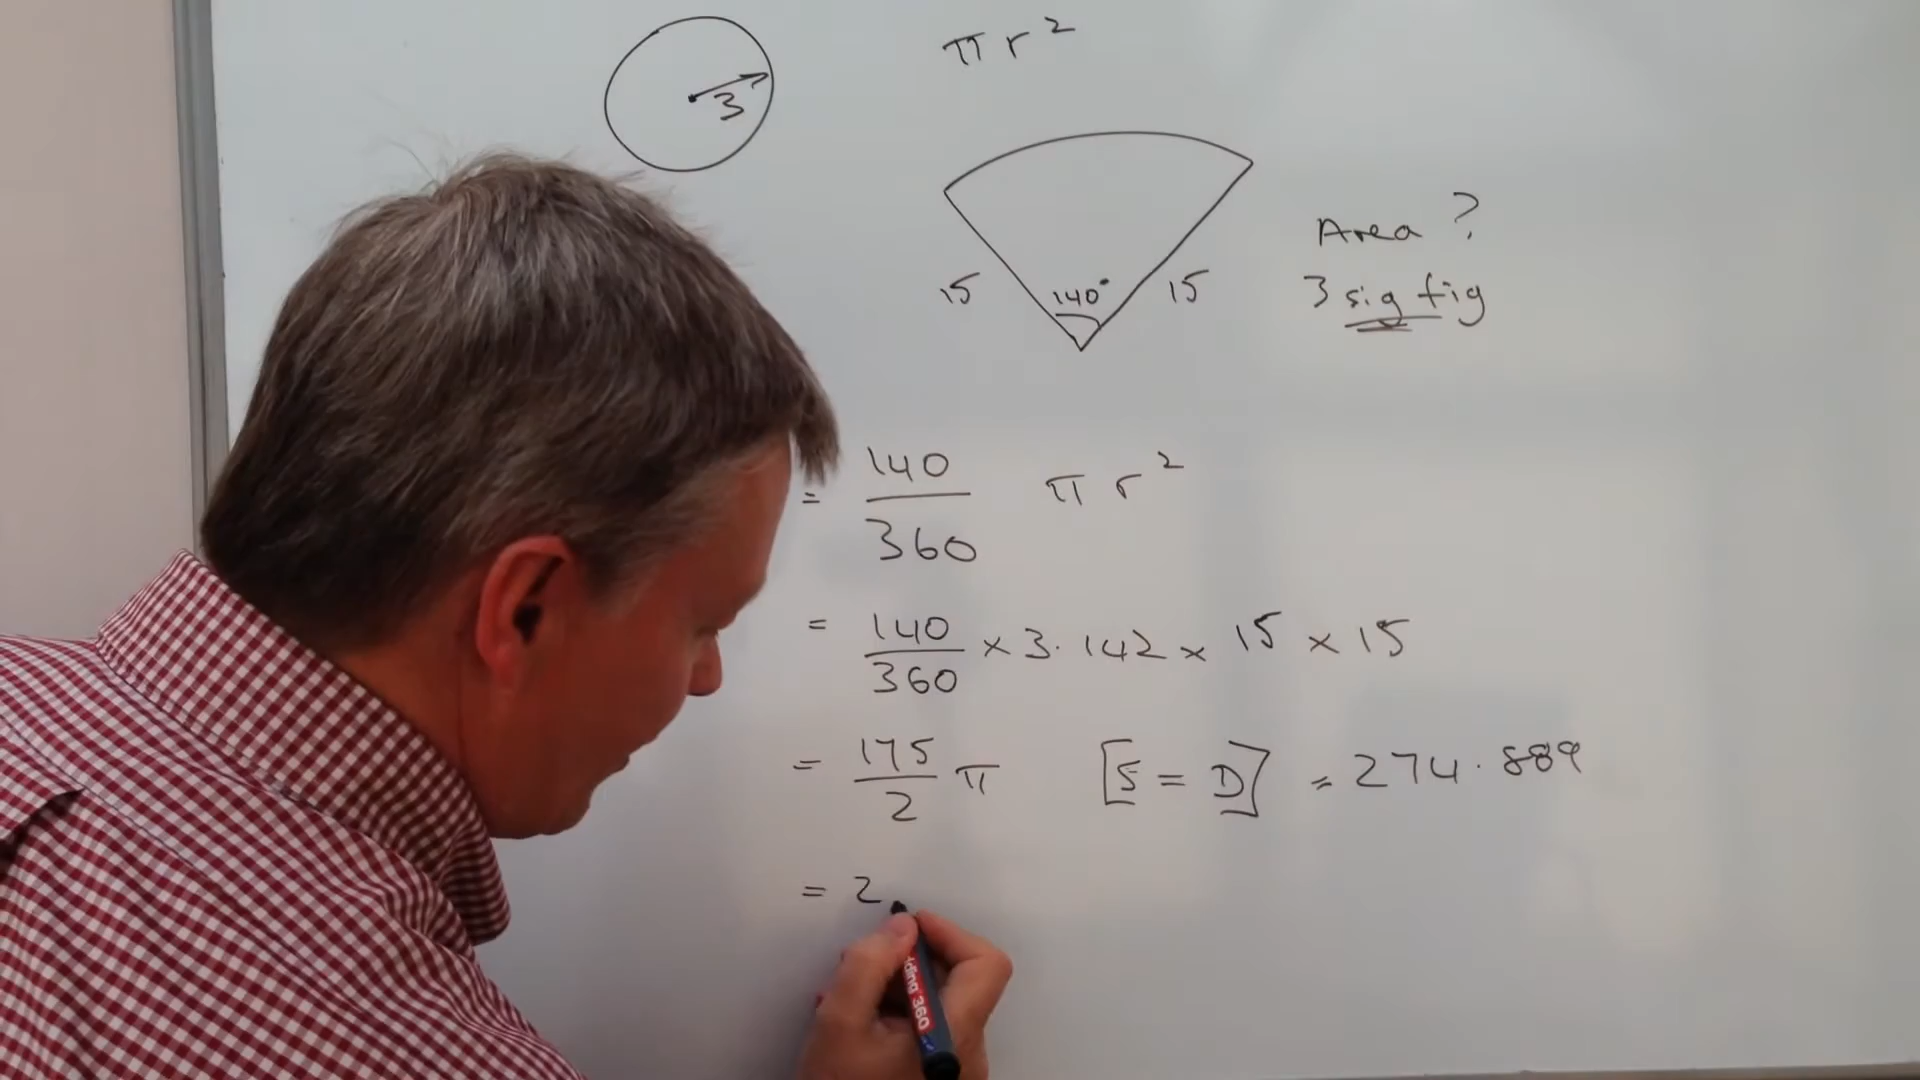 3
πr²
15
140°
15
Area ?
3 sig fig
= 140/360 πr²
= 140/360 × 3.142 × 15 × 15
= 175/2 π [S = D] = 274.889
= 2
360